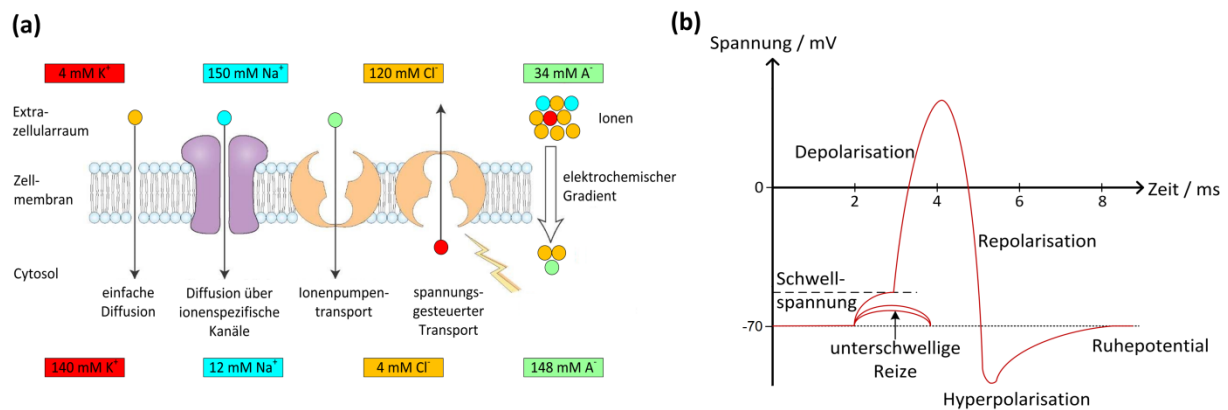 (a)
4 mM K⁺ 150 mM Na⁺ 120 mM Cl⁻ 34 mM A⁻
Extra-
zellularraum
Ionen
Zell-
membran
elektrochemischer
Gradient
Cytosol
einfache
Diffusion
Diffusion über
ionenspezifische
Kanäle
Ionenpumpen-
transport
spannungs-
gesteuerter
Transport
140 mM K⁺ 12 mM Na⁺ 4 mM Cl⁻ 148 mM A⁻
(b)
Spannung / mV
Depolarisation
0
2 4 6 8
Zeit / ms
Repolarisation
Schwell-
spannung
-70
unterschwellige
Reize
Ruhepotential
Hyperpolarisation